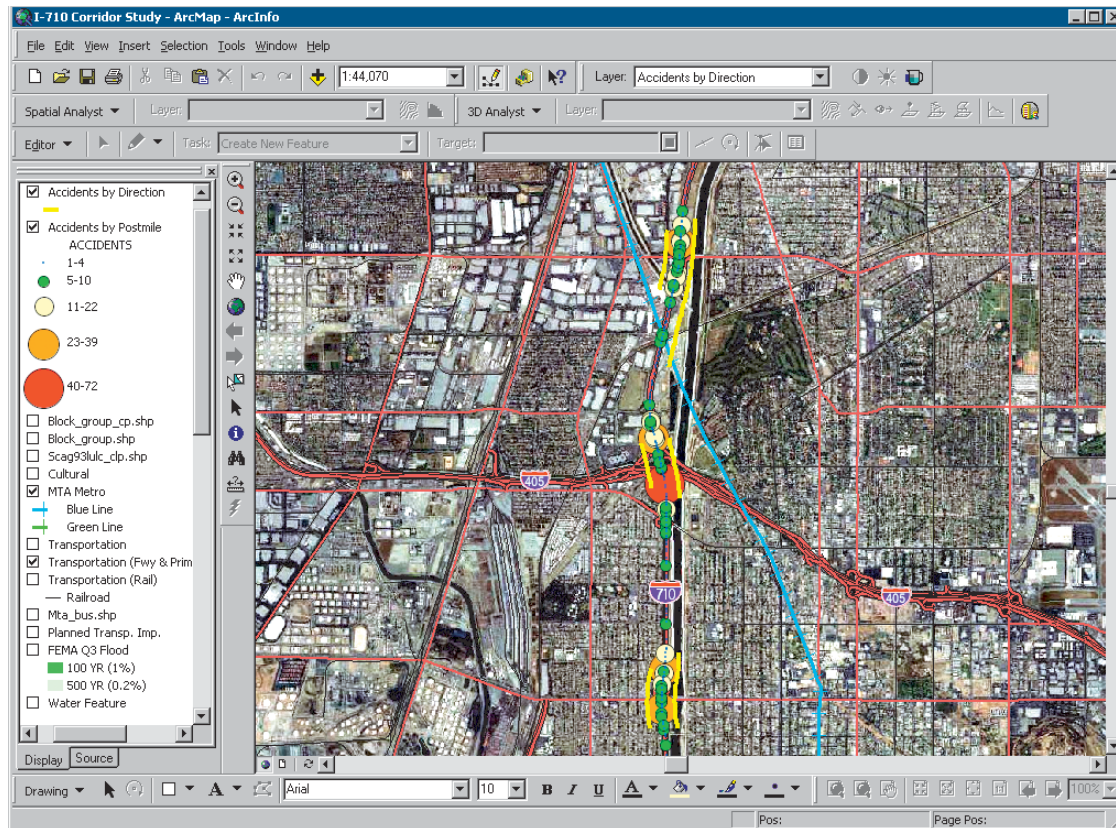 I-710 Corridor Study - ArcMap - ArcInfo
File Edit View Insert Selection Tools Window Help
1:44,070
Layer: Accidents by Direction
Spatial Analyst
Layer:
3D Analyst
Layer:
Editor
Task: Create New Feature
Target:
Accidents by Direction
Accidents by Postmile
ACCIDENTS
1-4
5-10
11-22
23-39
40-72
Block_group_cp.shp
Block_group.shp
Scag93lulc_clp.shp
Cultural
MTA Metro
Blue Line
Green Line
Transportation
Transportation (Fwy & Prim
Transportation (Rail)
Railroad
Mta_bus.shp
Planned Transp. Imp.
FEMA Q3 Flood
100 YR (1%)
500 YR (0.2%)
Water Feature
Display Source
405
710
405
Drawing
A
Arial
10
B I U A
100%
Pos:
Page Pos: